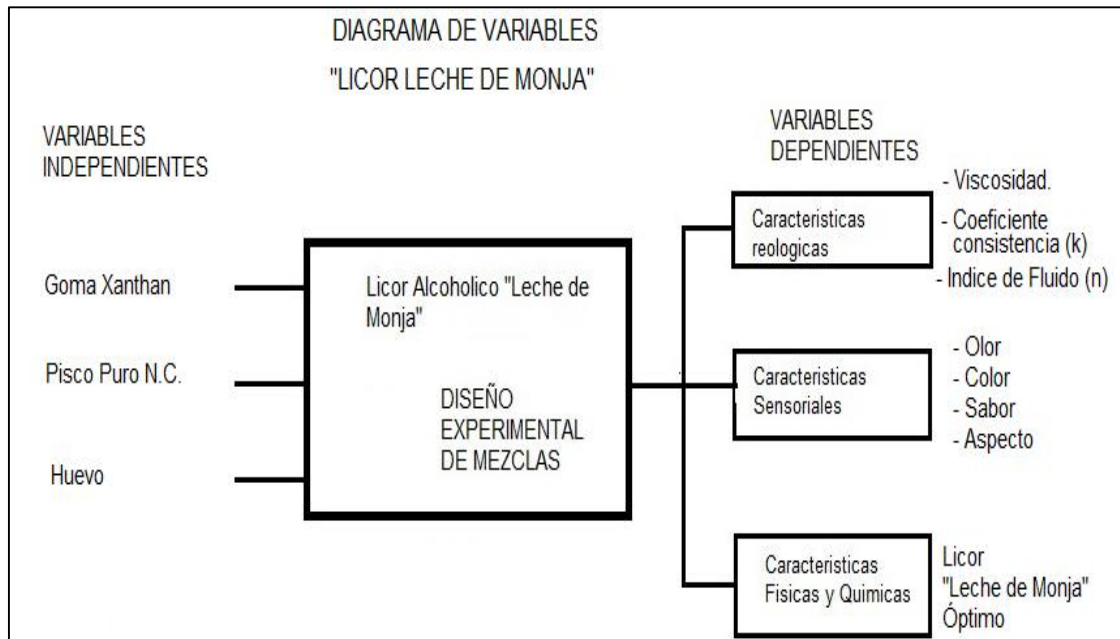 DIAGRAMA DE VARIABLES
"LICOR LECHE DE MONJA"
VARIABLES
INDEPENDIENTES
Goma Xanthan
Pisco Puro N.C.
Huevo
Licor Alcoholico "Leche de
Monja"
DISEÑO
EXPERIMENTAL
DE MEZCLAS
VARIABLES
DEPENDIENTES
Caracteristicas
reologicas
- Viscosidad.
- Coeficiente
consistencia (k)
- Indice de Fluido (n)
Caracteristicas
Sensoriales
- Olor
- Color
- Sabor
- Aspecto
Caracteristicas
Fisicas y Quimicas
Licor
"Leche de Monja"
Óptimo